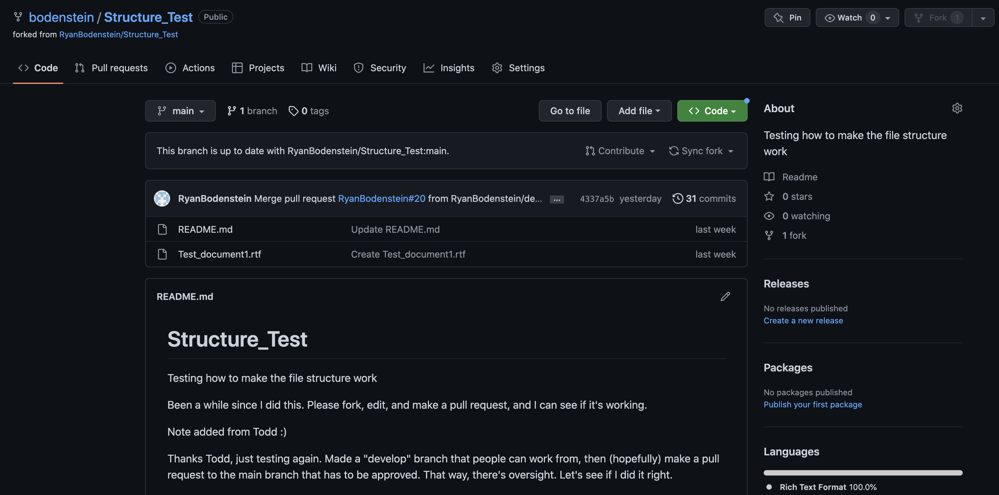 bodenstein / Structure_Test Public
Pin
Watch 0
Fork 1
forked from RyanBodenstein/Structure_Test
Code
Pull requests
Actions
Projects
Wiki
Security
Insights
Settings
main
1 branch
0 tags
Go to file
Add file
Code
This branch is up to date with RyanBodenstein/Structure_Test:main.
Contribute
Sync fork
RyanBodenstein Merge pull request RyanBodenstein#20 from RyanBodenstein/de... ... 4337a5b yesterday 31 commits
README.md Update README.md last week
Test_document1.rtf Create Test_document1.rtf last week
README.md
Structure_Test
Testing how to make the file structure work
Been a while since I did this. Please fork, edit, and make a pull request, and I can see if it's working.
Note added from Todd :)
Thanks Todd, just testing again. Made a "develop" branch that people can work from, then (hopefully) make a pull
request to the main branch that has to be approved. That way, there's oversight. Let's see if I did it right.
About
Testing how to make the file structure
work
Readme
0 stars
0 watching
1 fork
Releases
No releases published
Create a new release
Packages
No packages published
Publish your first package
Languages
Rich Text Format 100.0%